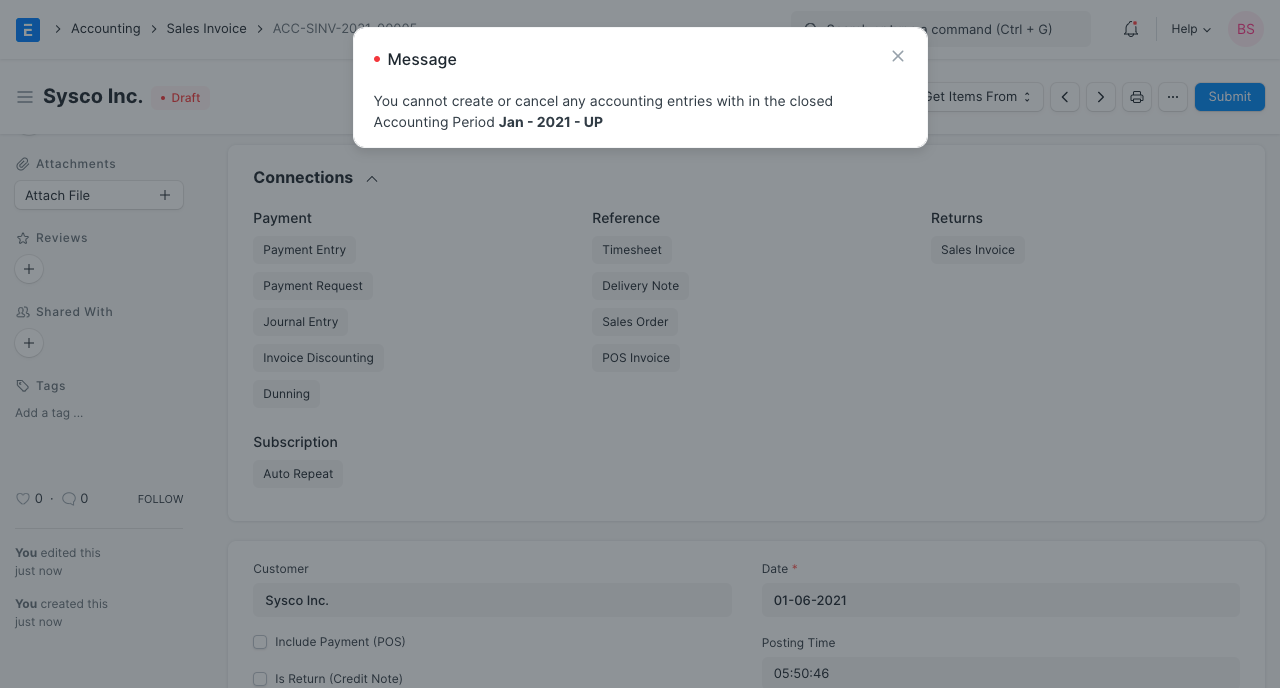 E
Accounting
Sales Invoice
ACC-SINV-2021-00005
command (Ctrl + G)
Help
BS
Message
You cannot create or cancel any accounting entries with in the closed
Accounting Period Jan - 2021 - UP
Sysco Inc.
Draft
Get Items From
Submit
Attachments
Attach File
Reviews
Shared With
Tags
Add a tag ...
0 · 0 FOLLOW
You edited this
just now
You created this
just now
Connections
Payment
Payment Entry
Payment Request
Journal Entry
Invoice Discounting
Dunning
Reference
Timesheet
Delivery Note
Sales Order
POS Invoice
Returns
Sales Invoice
Subscription
Auto Repeat
Customer
Sysco Inc.
Include Payment (POS)
Is Return (Credit Note)
Date *
01-06-2021
Posting Time
05:50:46